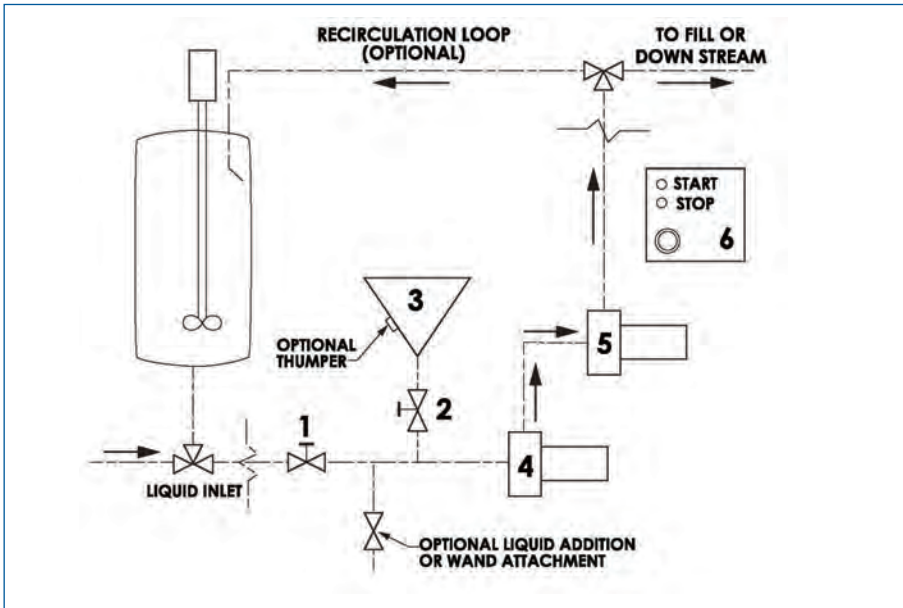 RECIRCULATION LOOP
(OPTIONAL)
TO FILL OR
DOWN STREAM
START
STOP
6
3
OPTIONAL
THUMPER
5
2
1
4
LIQUID INLET
OPTIONAL LIQUID ADDITION
OR WAND ATTACHMENT